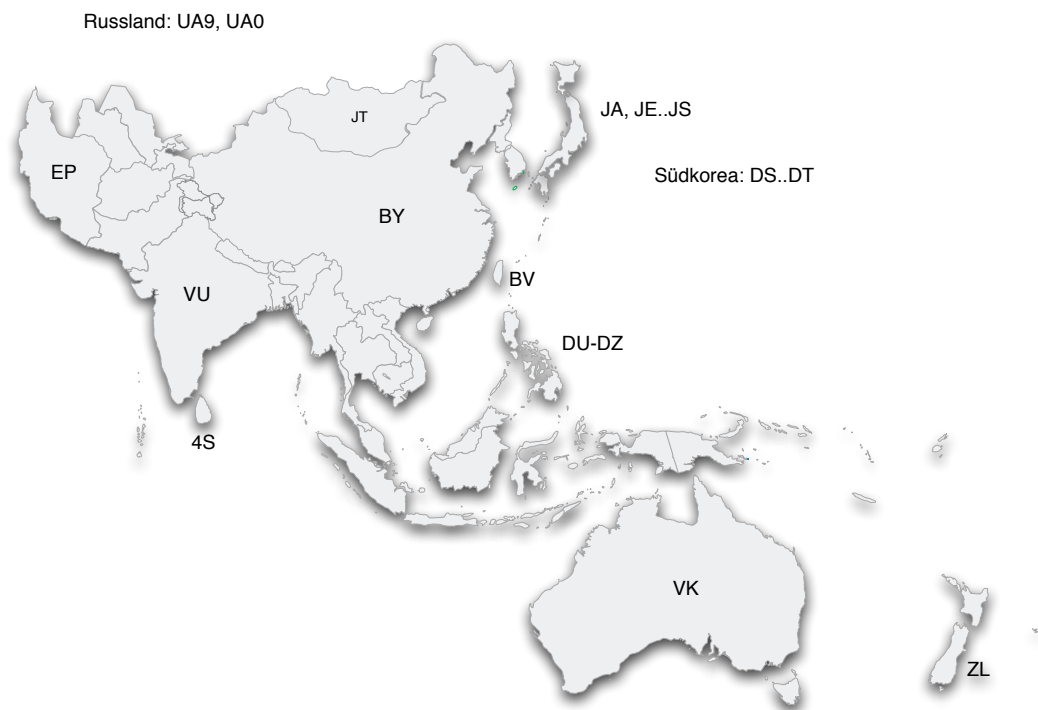 Russland: UA9, UA0
JA, JE..JS
JT
EP
Südkorea: DS..DT
BY
BV
VU
DU-DZ
4S
VK
ZL